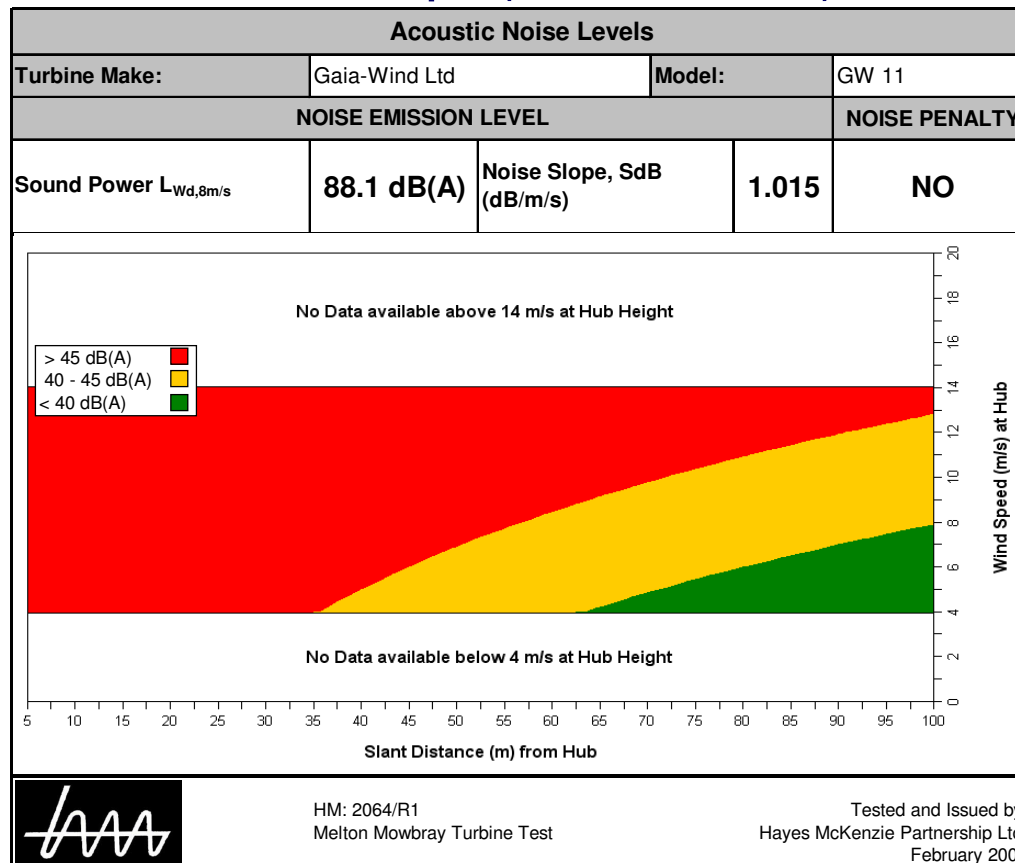 Acoustic Noise Levels
Turbine Make: Gaia-Wind Ltd Model: GW 11
NOISE EMISSION LEVEL NOISE PENALTY
Sound Power LWd,8m/s 88.1 dB(A) Noise Slope, SdB (dB/m/s) 1.015 NO
No Data available above 14 m/s at Hub Height
> 45 dB(A)
40 - 45 dB(A)
< 40 dB(A)
No Data available below 4 m/s at Hub Height
20
18
16
14
12
10
8
6
4
2
0
Wind Speed (m/s) at Hub
5 10 15 20 25 30 35 40 45 50 55 60 65 70 75 80 85 90 95 100
Slant Distance (m) from Hub
HM: 2064/R1
Melton Mowbray Turbine Test
Tested and Issued by
Hayes McKenzie Partnership Ltd
February 200